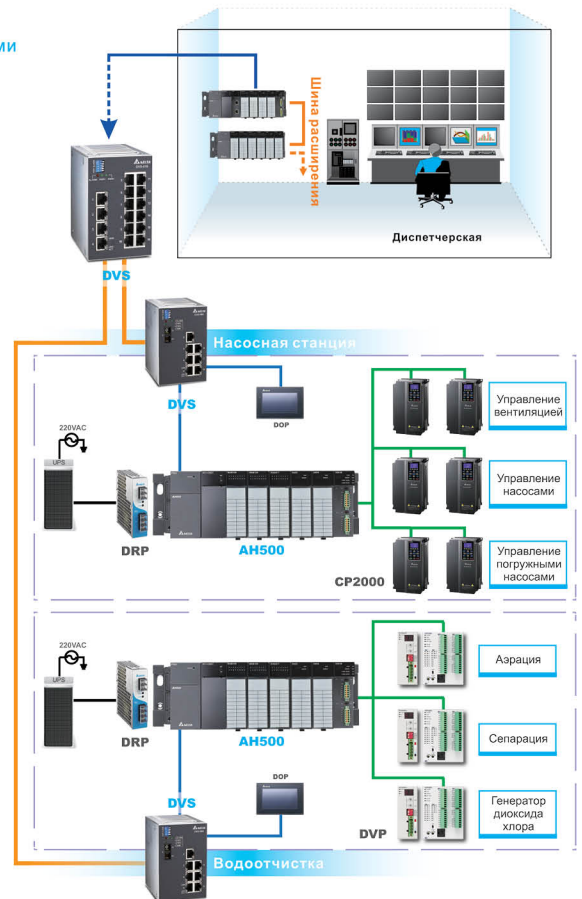 ми
Шина расширения
Диспетчерская
DVS
Насосная станция
DVS
DOP
220VAC
UPS
DRP
AH500
CP2000
Управление
вентиляцией
Управление
насосами
Управление
погружными
насосами
220VAC
UPS
DRP
AH500
DVS
DOP
DVP
Аэрация
Сепарация
Генератор
диоксида
хлора
Водоочистка